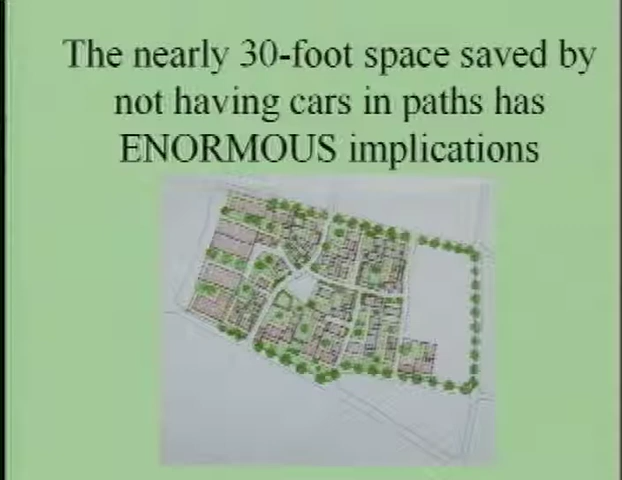 The nearly 30-foot space saved by
not having cars in paths has
ENORMOUS implications